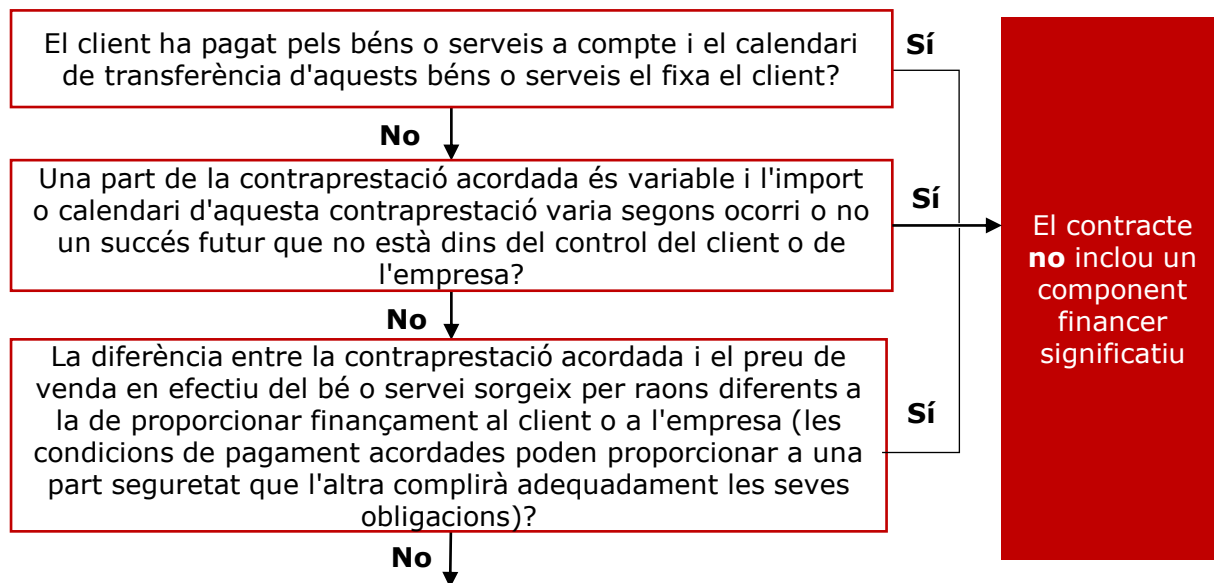 El client ha pagat pels béns o serveis a compte i el calendari
de transferència d'aquests béns o serveis el fixa el client?
Sí
No
Una part de la contraprestació acordada és variable i l'import
o calendari d'aquesta contraprestació varia segons ocorri o no
un succés futur que no està dins del control del client o de
l'empresa?
Sí
No
La diferència entre la contraprestació acordada i el preu de
venda en efectiu del bé o servei sorgeix per raons diferents a
la de proporcionar finançament al client o a l'empresa (les
condicions de pagament acordades poden proporcionar a una
part seguretat que l'altra complirà adequadament les seves
obligacions)?
Sí
No
El contracte
no inclou un
component
financer
significatiu